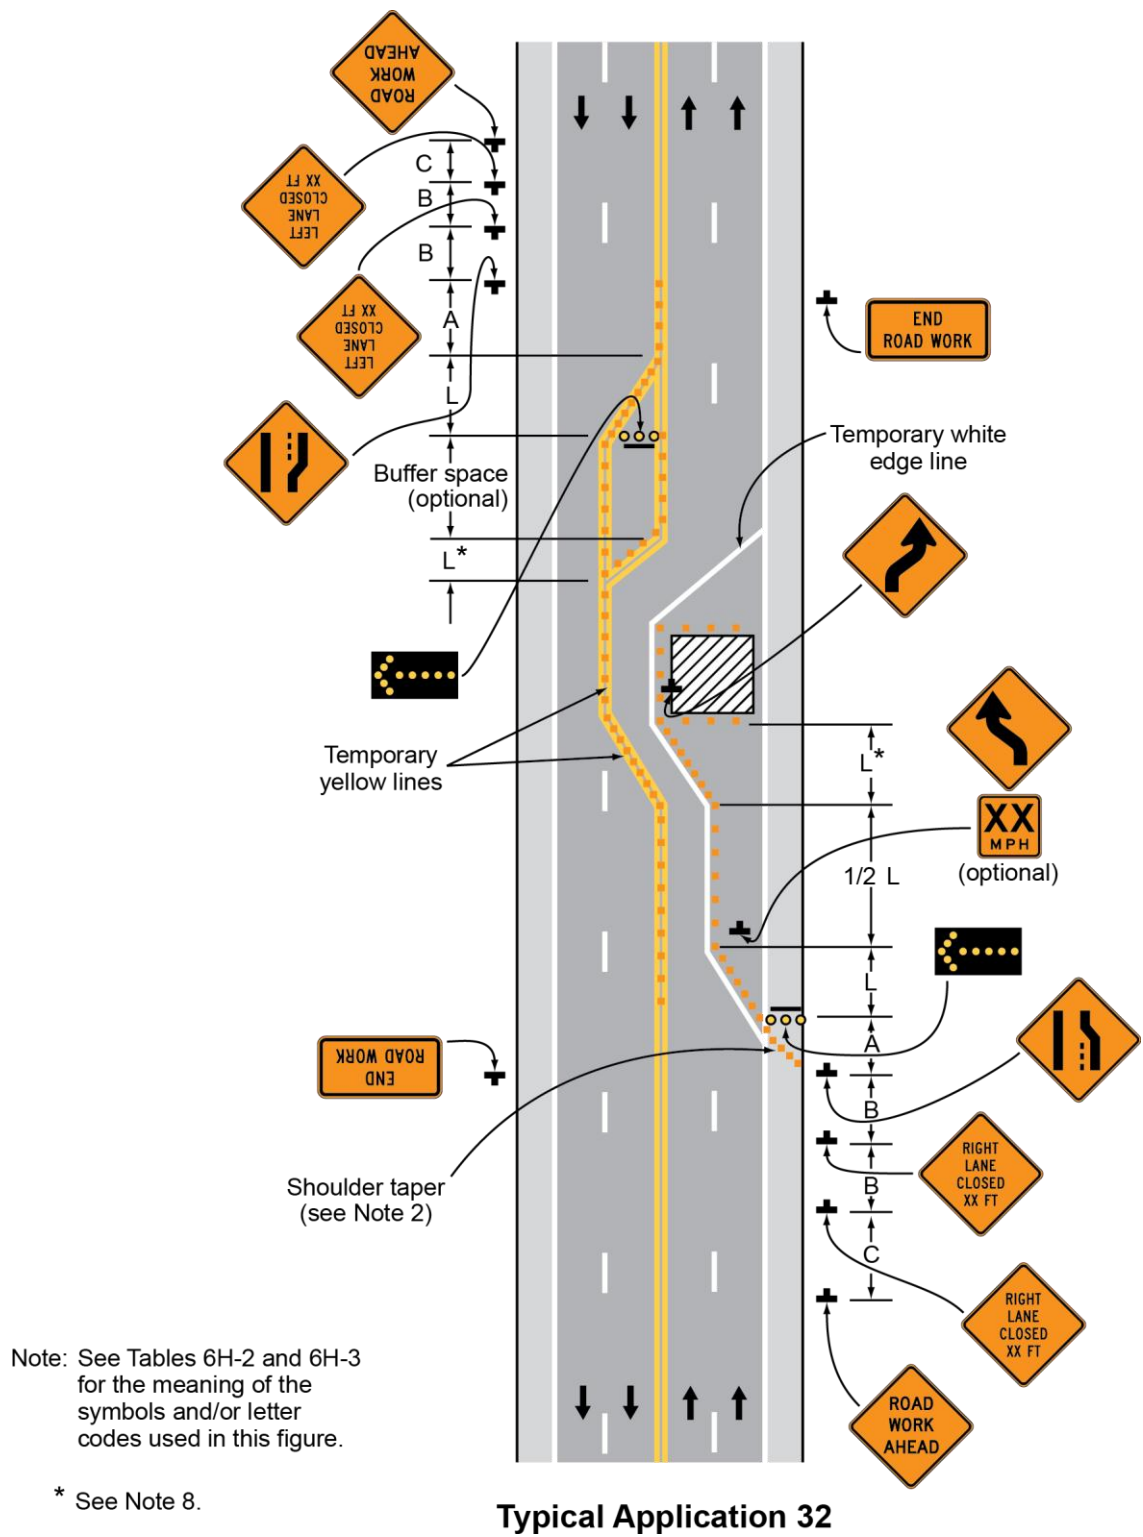 ROAD
WORK
AHEAD
C
LEFT
LANE
CLOSED
XX FT
B
B
LEFT
LANE
CLOSED
XX FT
A
END
ROAD WORK
L
Temporary white
edge line
Buffer space
(optional)
L*
Temporary
yellow lines
L*
XX
MPH
(optional)
1/2 L
L
A
END
ROAD WORK
B
RIGHT
LANE
CLOSED
XX FT
B
Shoulder taper
(see Note 2)
C
RIGHT
LANE
CLOSED
XX FT
ROAD
WORK
AHEAD
Note: See Tables 6H-2 and 6H-3
for the meaning of the
symbols and/or letter
codes used in this figure.
* See Note 8.
Typical Application 32